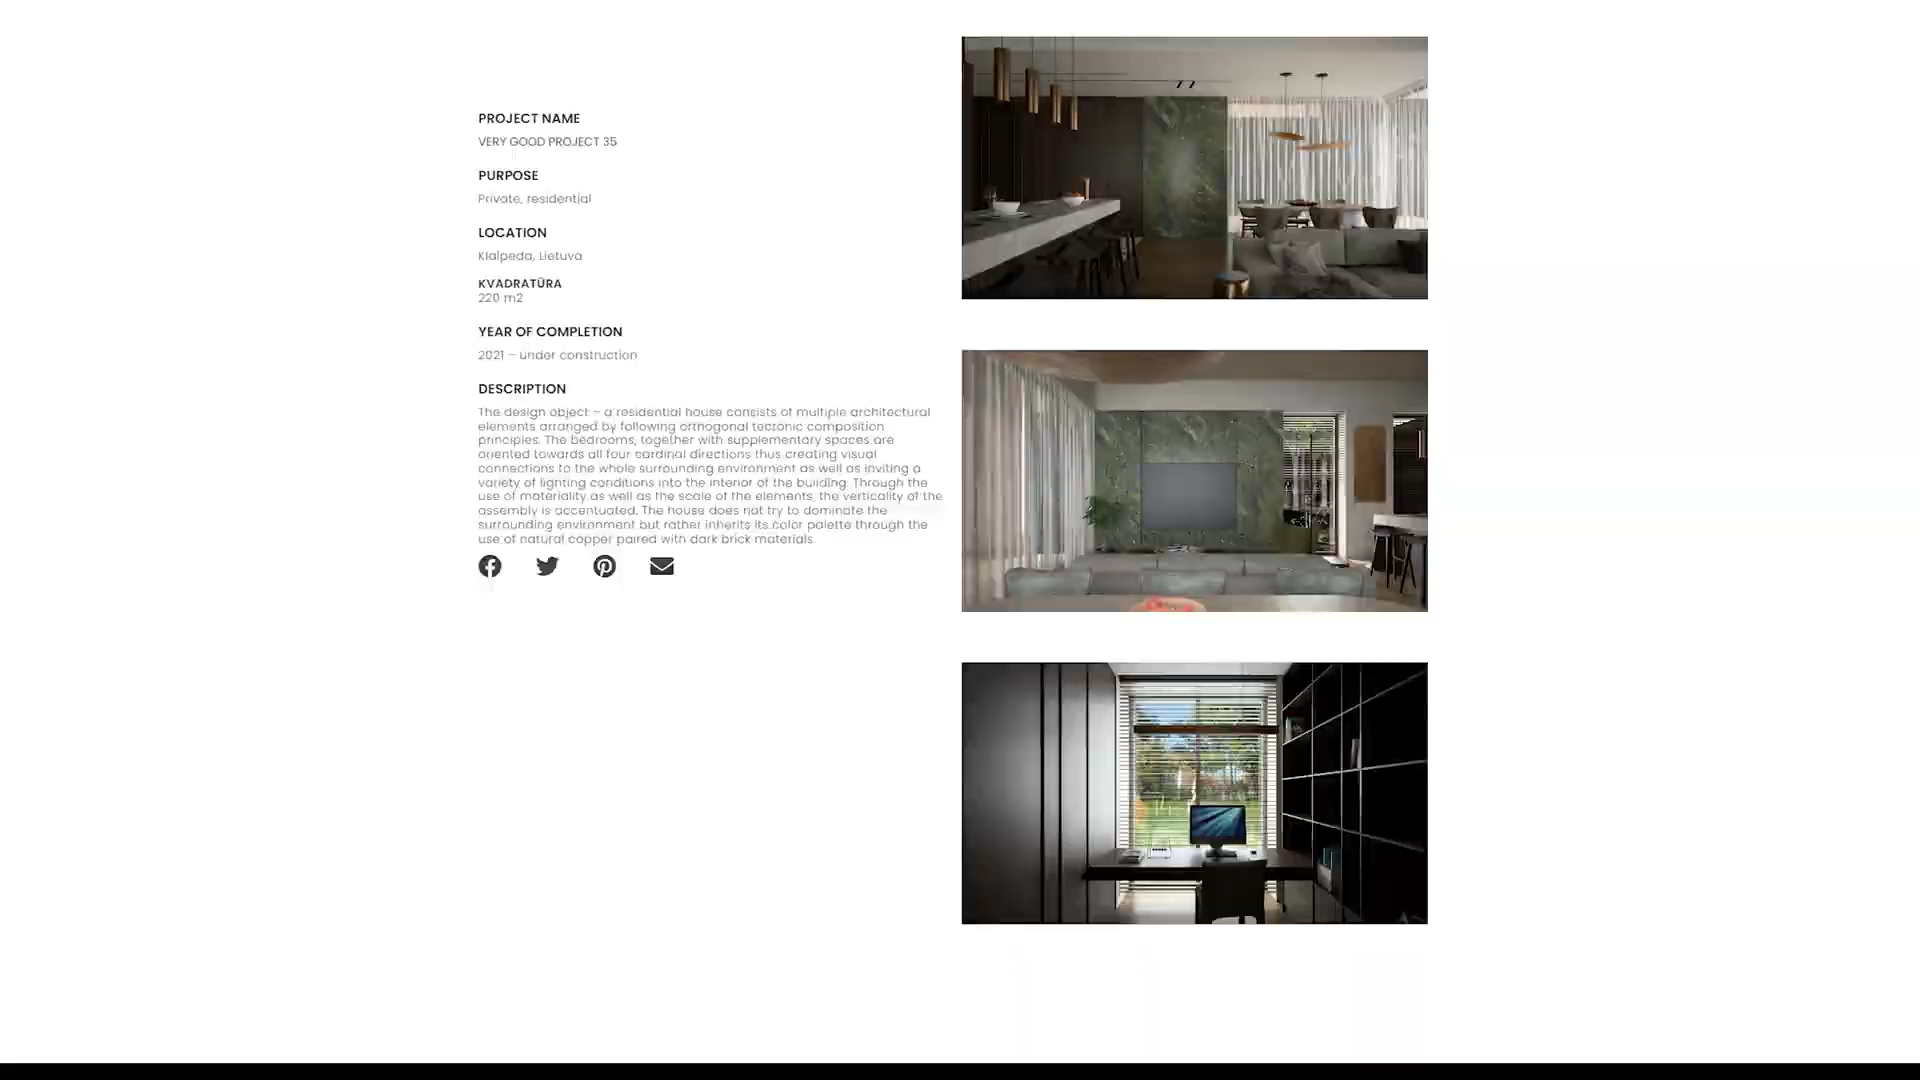 PROJECT NAME
VERY GOOD PROJECT 35
PURPOSE
Private, residential
LOCATION
Klaipeda, Lietuva
KVADRATŪRA
220 m2
YEAR OF COMPLETION
2021 – under construction
DESCRIPTION
The design object – a residential house consists of multiple architectural
elements arranged by following orthogonal tectonic composition
principles. The bedrooms, together with supplementary spaces are
oriented towards all four cardinal directions thus creating visual
connections to the whole surrounding environment as well as inviting a
variety of lighting conditions into the interior of the building. Through the
use of materiality as well as the scale of the elements, the verticality of the
assembly is accentuated. The house does not try to dominate the
surrounding environment but rather inherits its color palette through the
use of natural copper paired with dark brick materials.